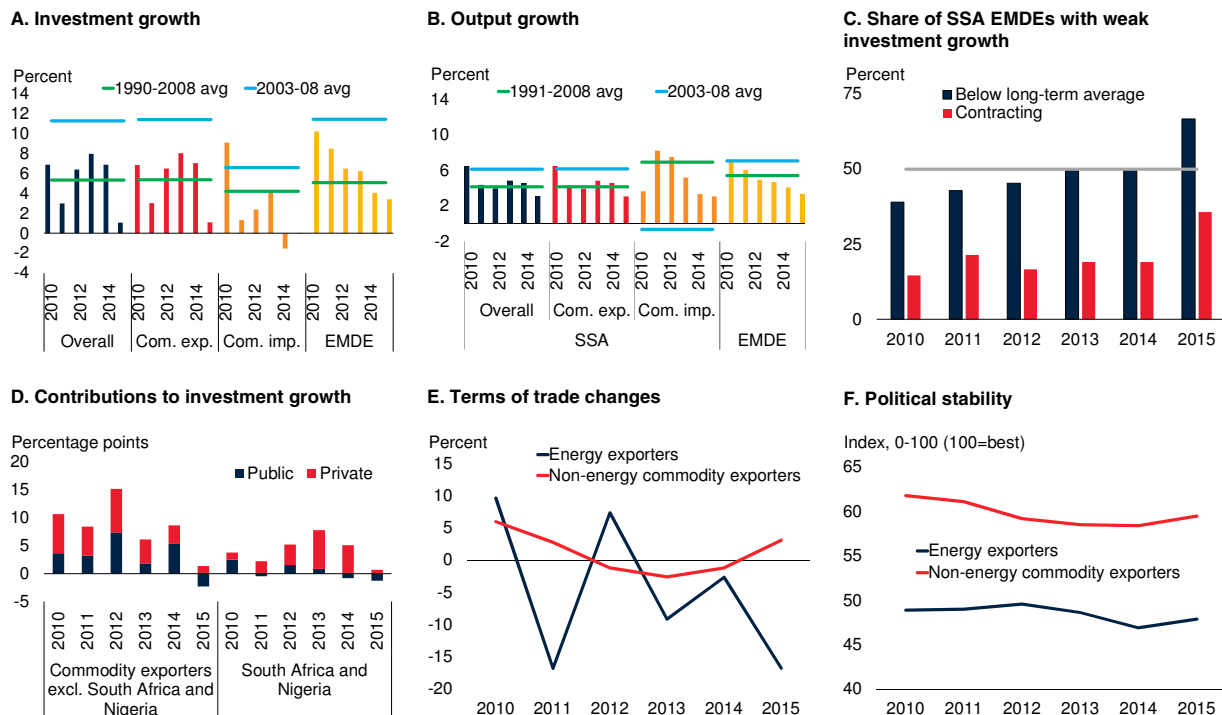 A. Investment growth
Percent
14
12
10
8
6
4
2
0
-2
-4
1990-2008 avg
2003-08 avg
2010
2012
2014
2010
2012
2014
2010
2012
2014
2010
2012
2014
Overall
Com. exp.
Com. imp.
EMDE
B. Output growth
Percent
14
10
6
2
-2
1991-2008 avg
2003-08 avg
2010
2012
2014
2010
2012
2014
2010
2012
2014
2010
2012
2014
Overall
Com. exp.
Com. imp.
SSA
EMDE
C. Share of SSA EMDEs with weak
investment growth
Percent
75
50
25
0
Below long-term average
Contracting
2010
2011
2012
2013
2014
2015
D. Contributions to investment growth
Percentage points
20
15
10
5
0
-5
Public
Private
2010
2011
2012
2013
2014
2015
2010
2011
2012
2013
2014
2015
Commodity exporters
excl. South Africa and
Nigeria
South Africa and
Nigeria
E. Terms of trade changes
Percent
15
10
5
0
-5
-10
-15
-20
Energy exporters
Non-energy commodity exporters
2010
2011
2012
2013
2014
2015
F. Political stability
Index, 0-100 (100=best)
65
60
55
50
45
40
Energy exporters
Non-energy commodity exporters
2010
2011
2012
2013
2014
2015